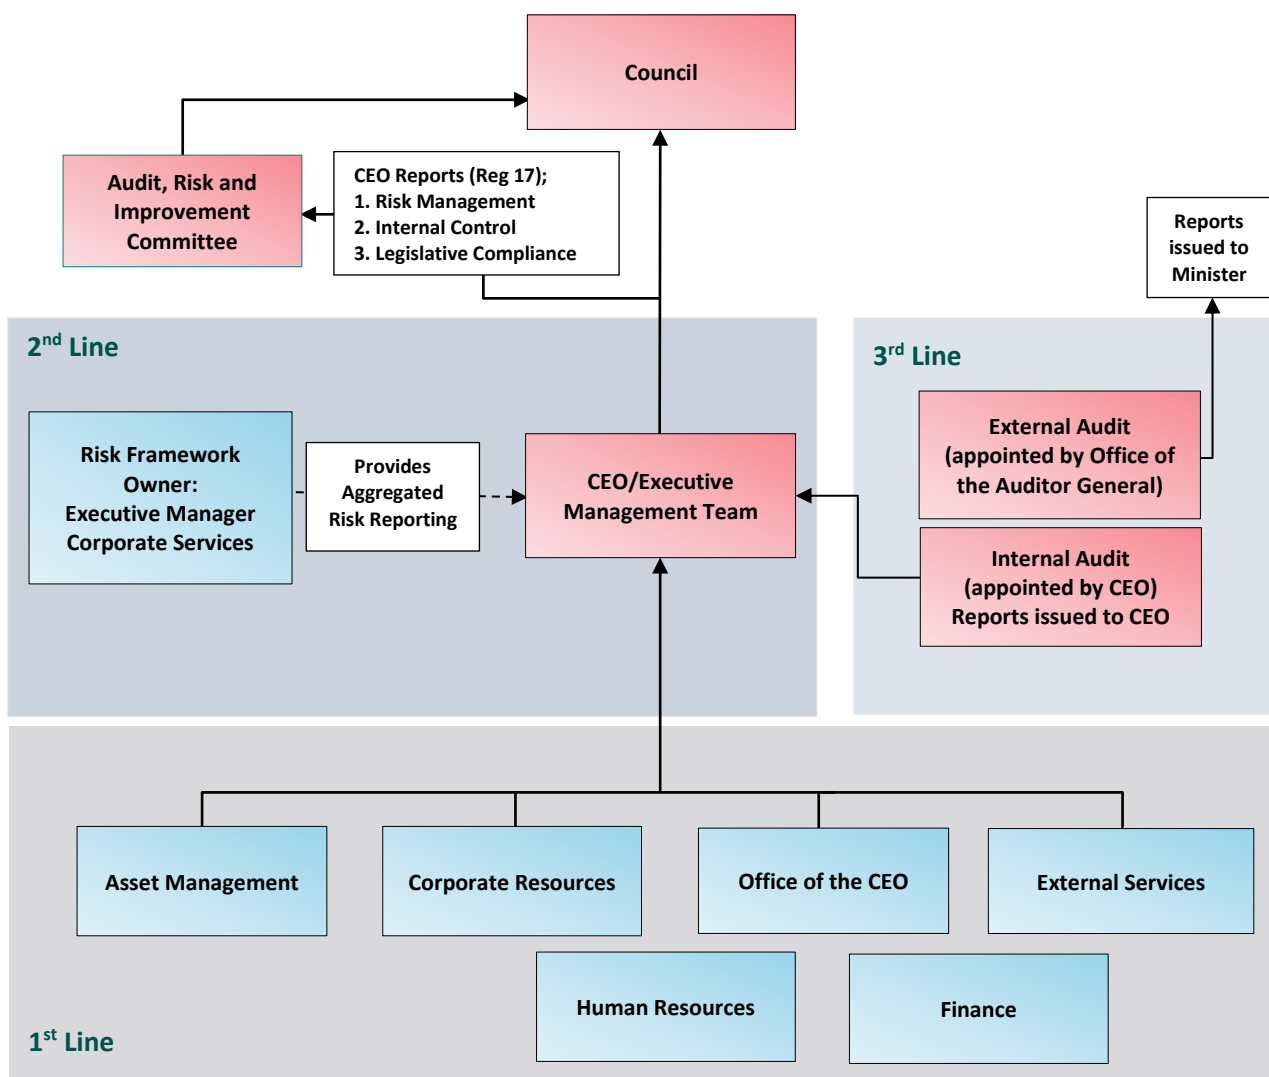 Council
Audit, Risk and
Improvement
Committee
CEO Reports (Reg 17);
1. Risk Management
2. Internal Control
3. Legislative Compliance
Reports
issued to
Minister
2nd Line
3rd Line
Risk Framework
Owner:
Executive Manager
Corporate Services
Provides
Aggregated
Risk Reporting
CEO/Executive
Management Team
External Audit
(appointed by Office of
the Auditor General)
Internal Audit
(appointed by CEO)
Reports issued to CEO
Asset Management
Corporate Resources
Office of the CEO
External Services
Human Resources
Finance
1st Line